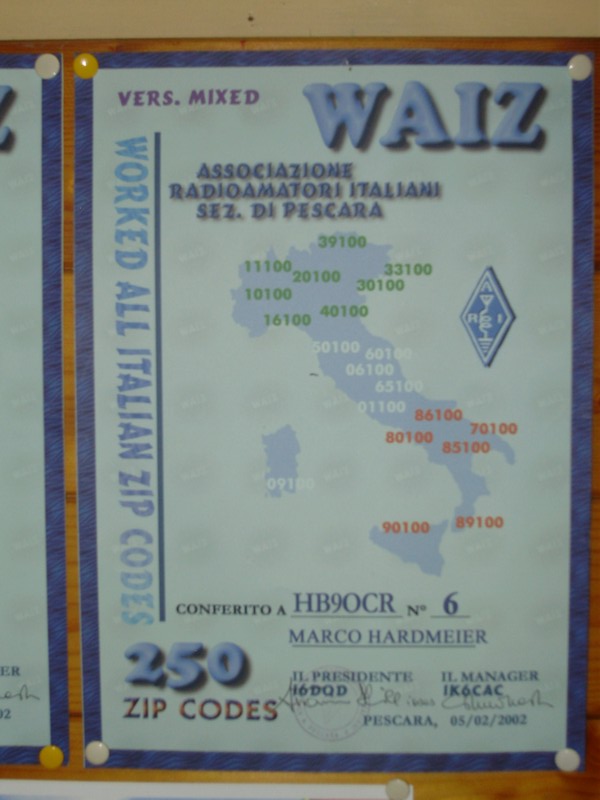 VERS. MIXED
WAIZ
WORKED ALL ITALIAN ZIP CODES
ASSOCIAZIONE
RADIOAMATORI ITALIANI
SEZ. DI PESCARA
39100
11100
20100
33100
30100
10100
16100
40100
50100
60100
06100
65100
01100
86100
70100
80100
85100
09100
90100
89100
A
R I
CONFERITO A HB9OCR N° 6
MARCO HARDMEIER
250
ZIP CODES
IL PRESIDENTE IL MANAGER
I6DQD IK6CAC
PESCARA, 05/02/2002
Z
ER
02